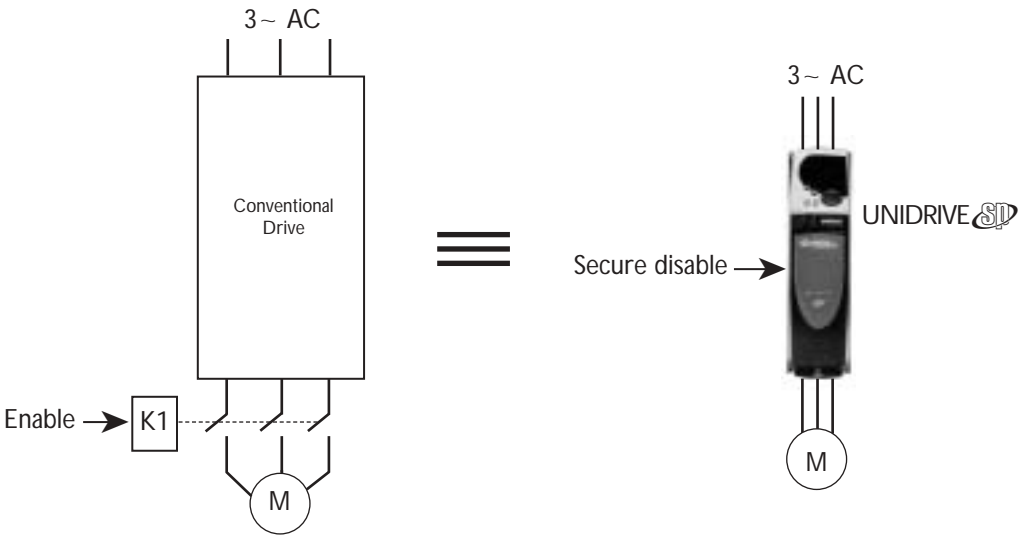 3~ AC
Conventional
Drive
Enable
K1
M
3~ AC
UNIDRIVE SP
Secure disable
M